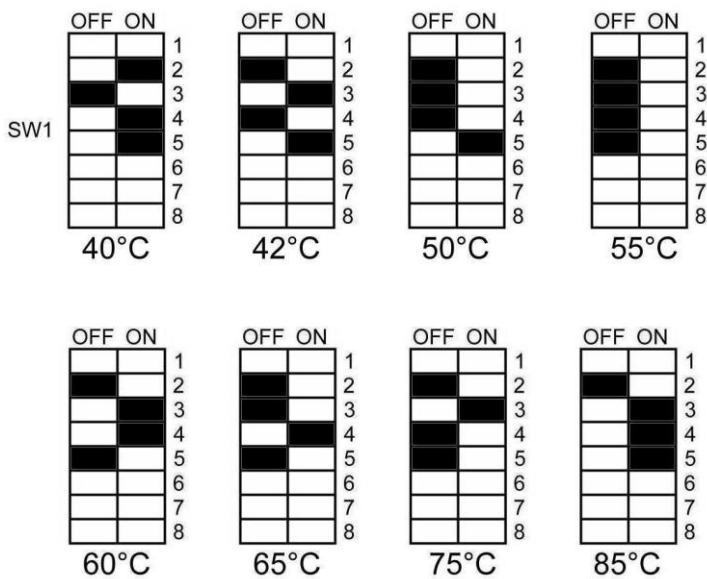 OFF ON OFF ON OFF ON OFF ON
1 1 1 1
2 2 2 2
3 3 3 3
SW1 4 4 4 4
5 5 5 5
6 6 6 6
7 7 7 7
8 8 8 8
40°C 42°C 50°C 55°C
OFF ON OFF ON OFF ON OFF ON
1 1 1 1
2 2 2 2
3 3 3 3
4 4 4 4
5 5 5 5
6 6 6 6
7 7 7 7
8 8 8 8
60°C 65°C 75°C 85°C